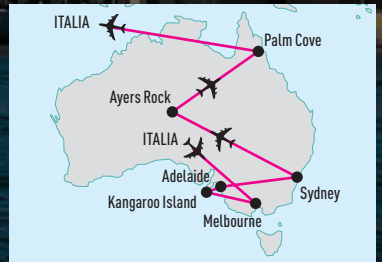 ITALIA
Palm Cove
Ayers Rock
ITALIA
Adelaide
Kangaroo Island
Sydney
Melbourne